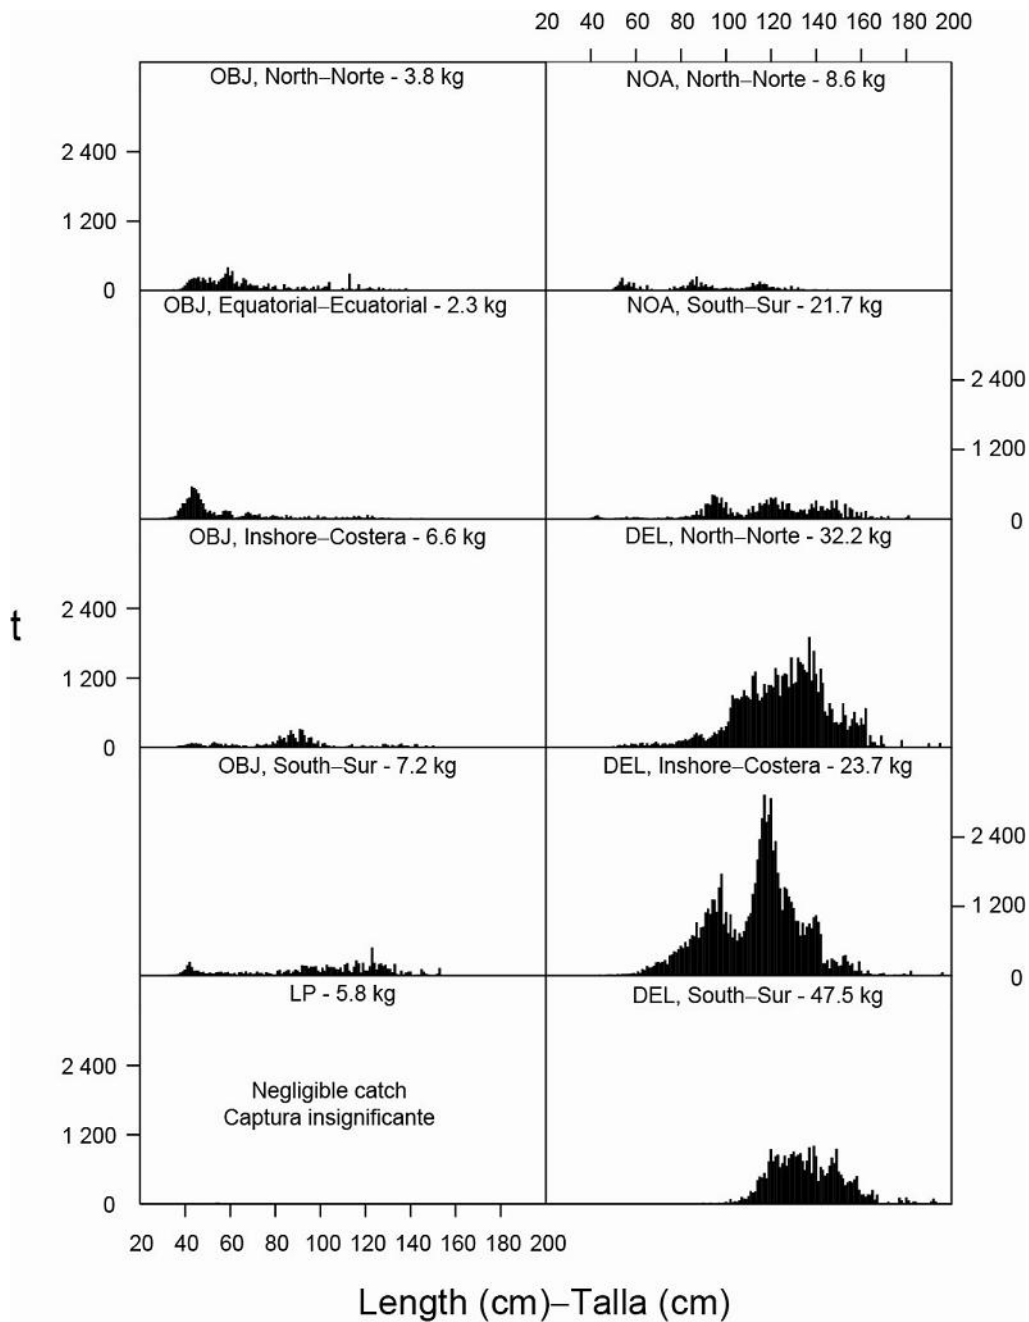 20 40 60 80 100 120 140 160 180 200
OBJ, North–Norte - 3.8 kg
NOA, North–Norte - 8.6 kg
2 400
1 200
0
OBJ, Equatorial–Ecuatorial - 2.3 kg
NOA, South–Sur - 21.7 kg
2 400
1 200
0
OBJ, Inshore–Costera - 6.6 kg
DEL, North–Norte - 32.2 kg
2 400
t
1 200
0
OBJ, South–Sur - 7.2 kg
DEL, Inshore–Costera - 23.7 kg
2 400
1 200
0
LP - 5.8 kg
DEL, South–Sur - 47.5 kg
2 400
Negligible catch
Captura insignificante
1 200
0
20 40 60 80 100 120 140 160 180 200
Length (cm)–Talla (cm)